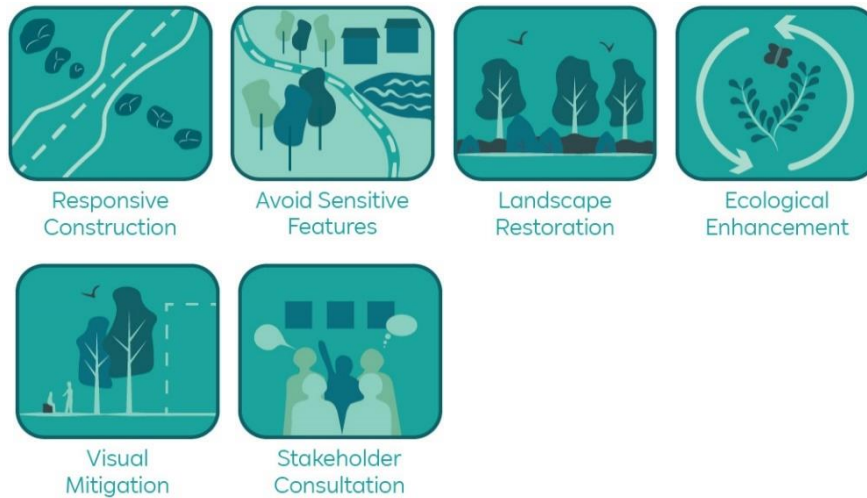 Responsive
Construction
Avoid Sensitive
Features
Landscape
Restoration
Ecological
Enhancement
Visual
Mitigation
Stakeholder
Consultation